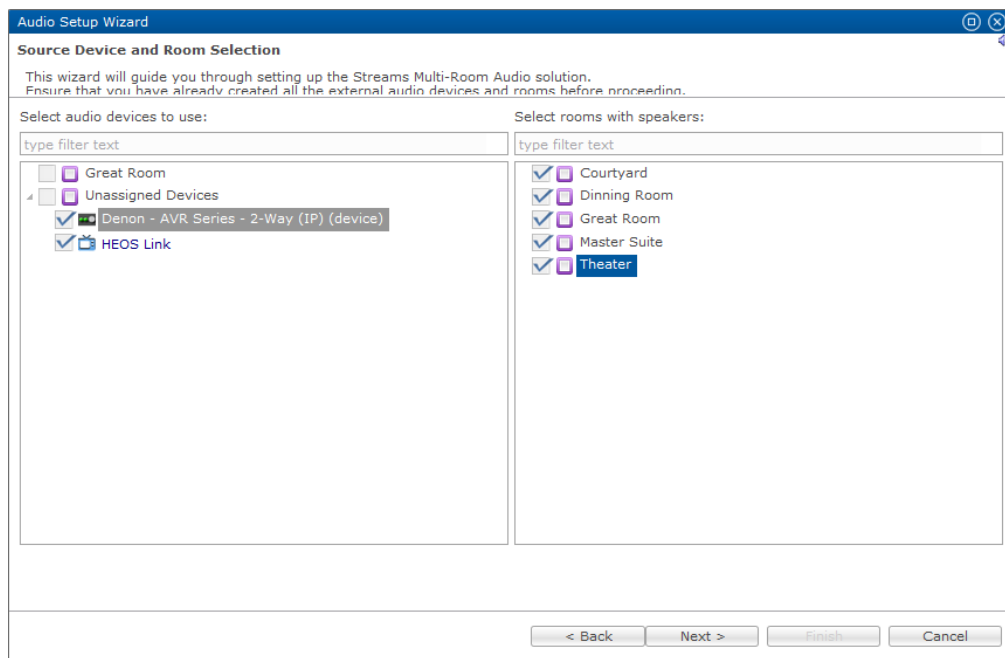 Audio Setup Wizard
Source Device and Room Selection
This wizard will guide you through setting up the Streams Multi-Room Audio solution.
Ensure that you have already created all the external audio devices and rooms before proceeding.
Select audio devices to use:
type filter text
Great Room
Unassigned Devices
Denon - AVR Series - 2-Way (IP) (device)
HEOS Link
Select rooms with speakers:
type filter text
Courtyard
Dinning Room
Great Room
Master Suite
Theater
< Back
Next >
Finish
Cancel